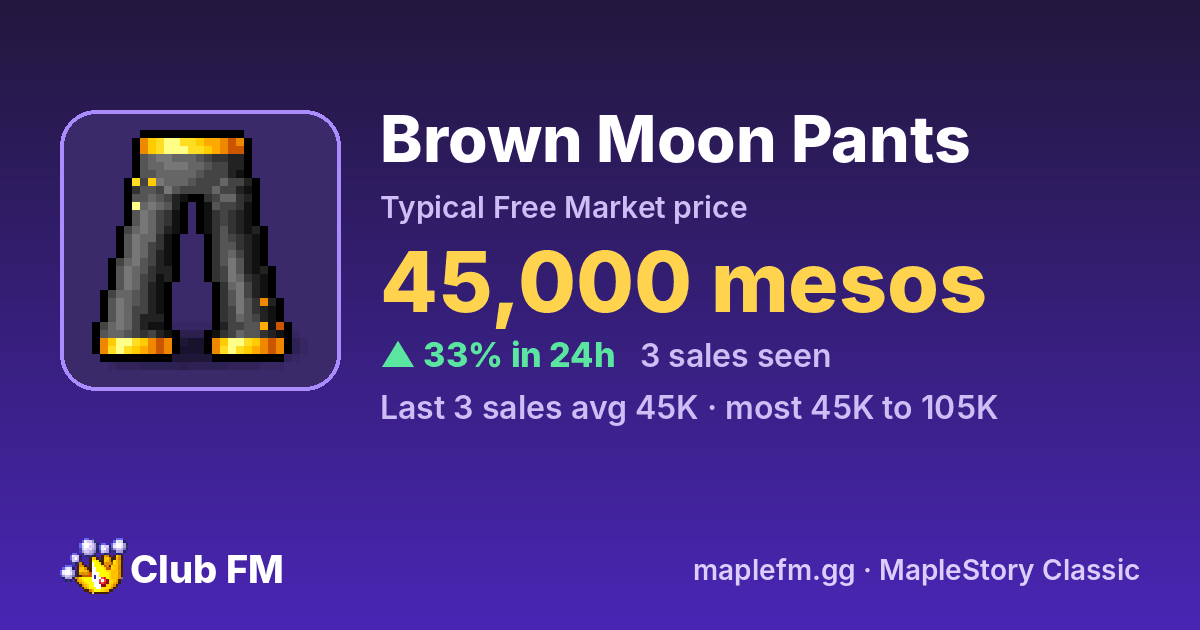 Brown Moon Pants
Typical Free Market price
45,000 mesos
▲ 33% in 24h 3 sales seen
Last 3 sales avg 45K · most 45K to 105K
Club FM
maplefm.gg · MapleStory Classic